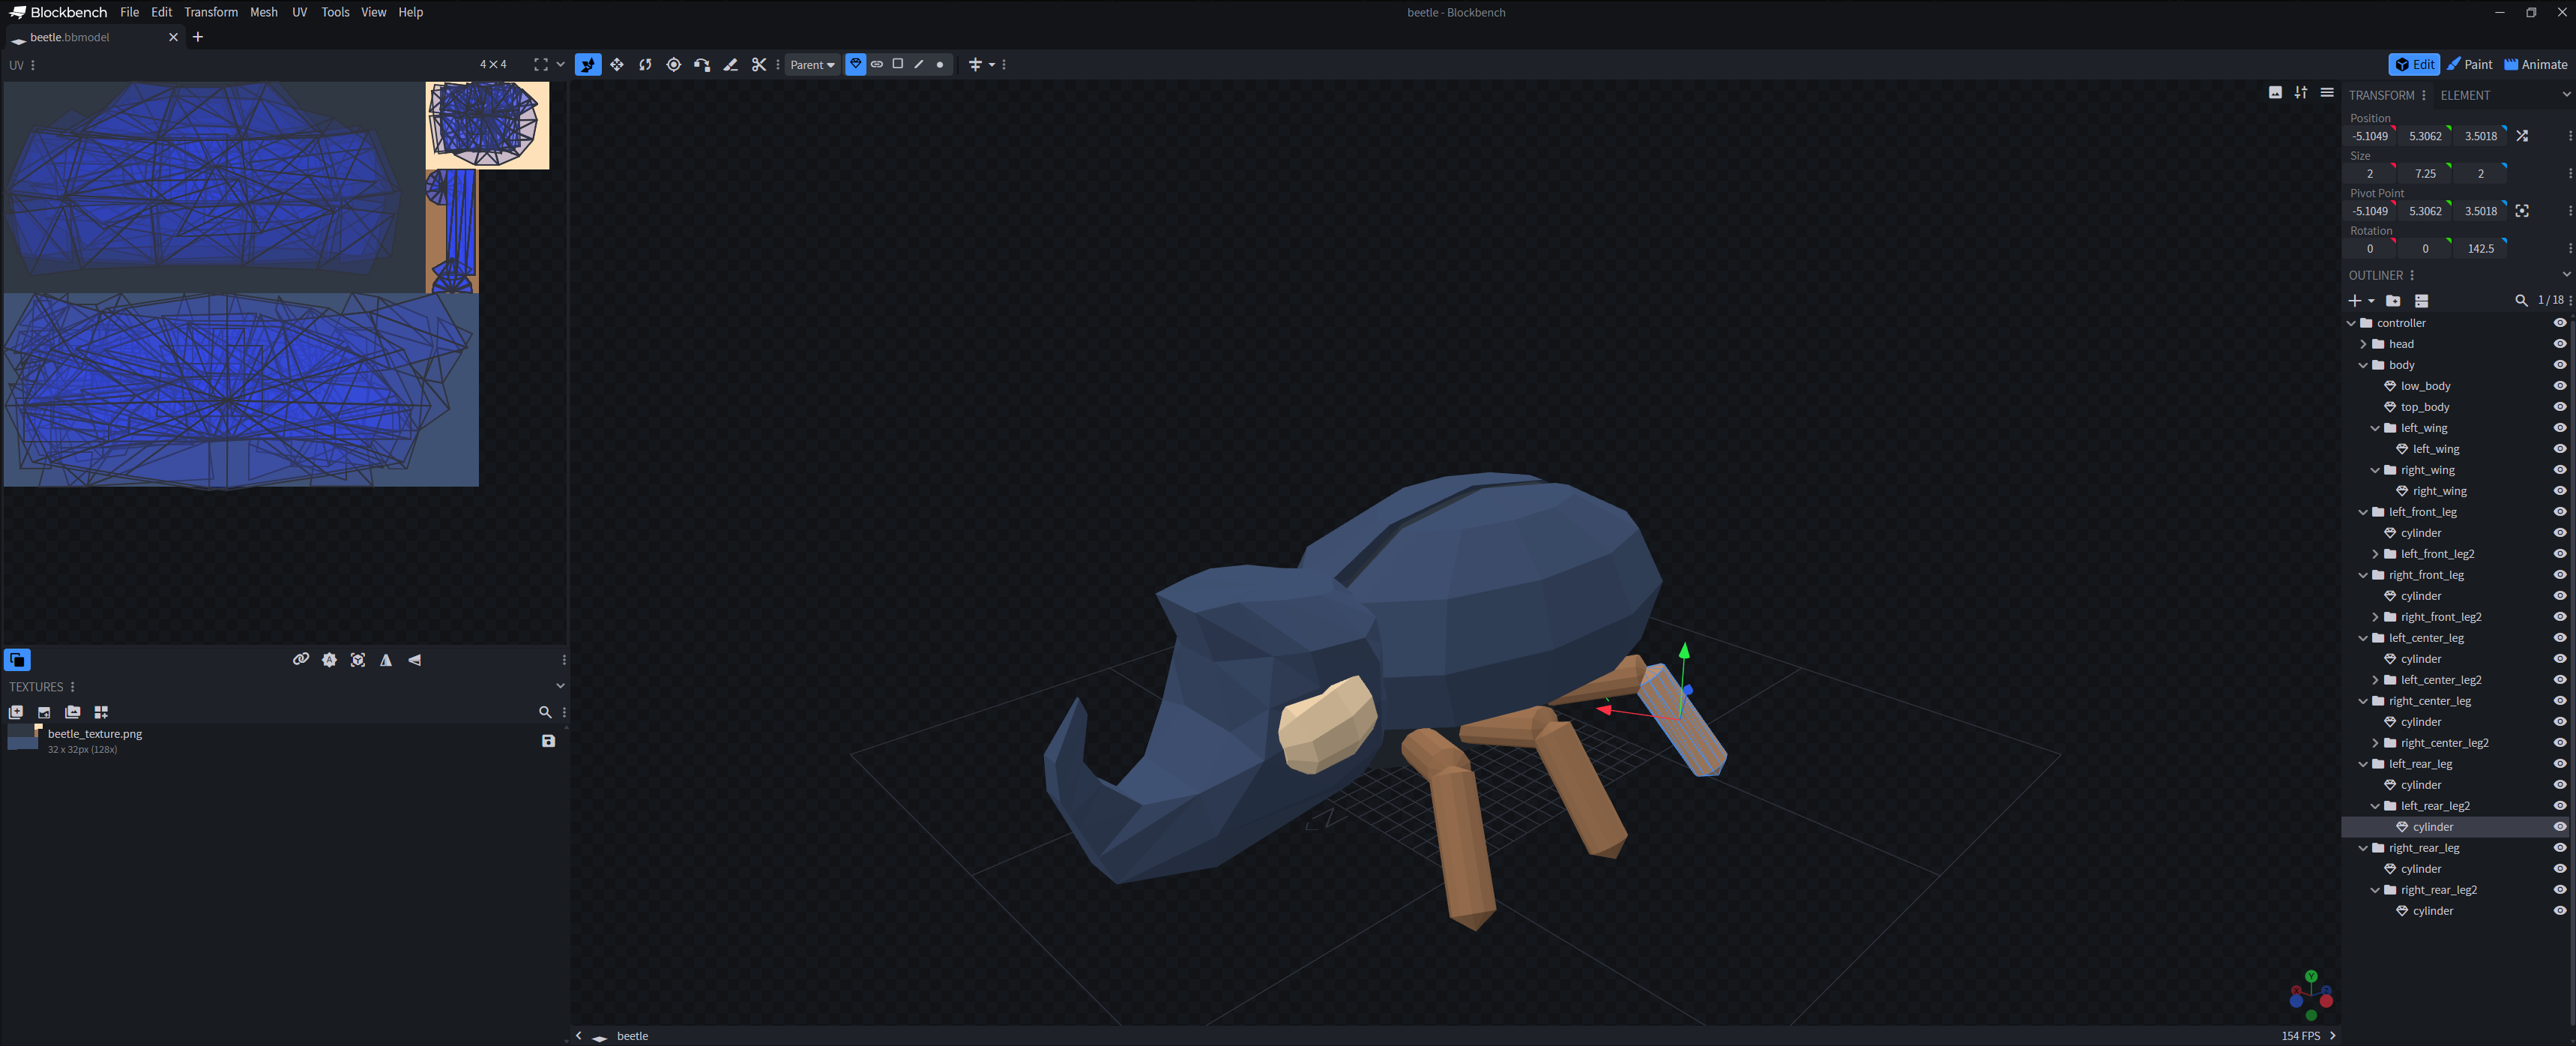 Blockbench File Edit Transform Mesh UV Tools View Help
beetle - Blockbench
beetle.bbmodel
UV
4×4
Parent
Edit Paint Animate
TRANSFORM ELEMENT
Position
-5.1049 5.3062 3.5018
Size
2 7.25 2
Pivot Point
-5.1049 5.3062 3.5018
Rotation
0 0 142.5
OUTLINER
1 / 18
controller
head
body
low_body
top_body
left_wing
left_wing
right_wing
right_wing
left_front_leg
cylinder
left_front_leg2
right_front_leg
cylinder
right_front_leg2
left_center_leg
cylinder
left_center_leg2
right_center_leg
cylinder
right_center_leg2
left_rear_leg
cylinder
left_rear_leg2
cylinder
right_rear_leg
cylinder
right_rear_leg2
cylinder
TEXTURES
beetle_texture.png
32 x 32px (128x)
beetle
154 FPS